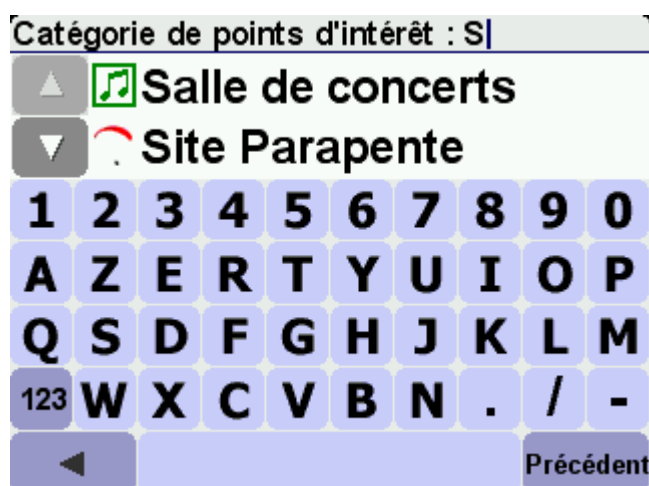 Catégorie de points d'intérêt : S
Salle de concerts
Site Parapente
1 2 3 4 5 6 7 8 9 0
A Z E R T Y U I O P
Q S D F G H J K L M
123 W X C V B N . / -
Précédent